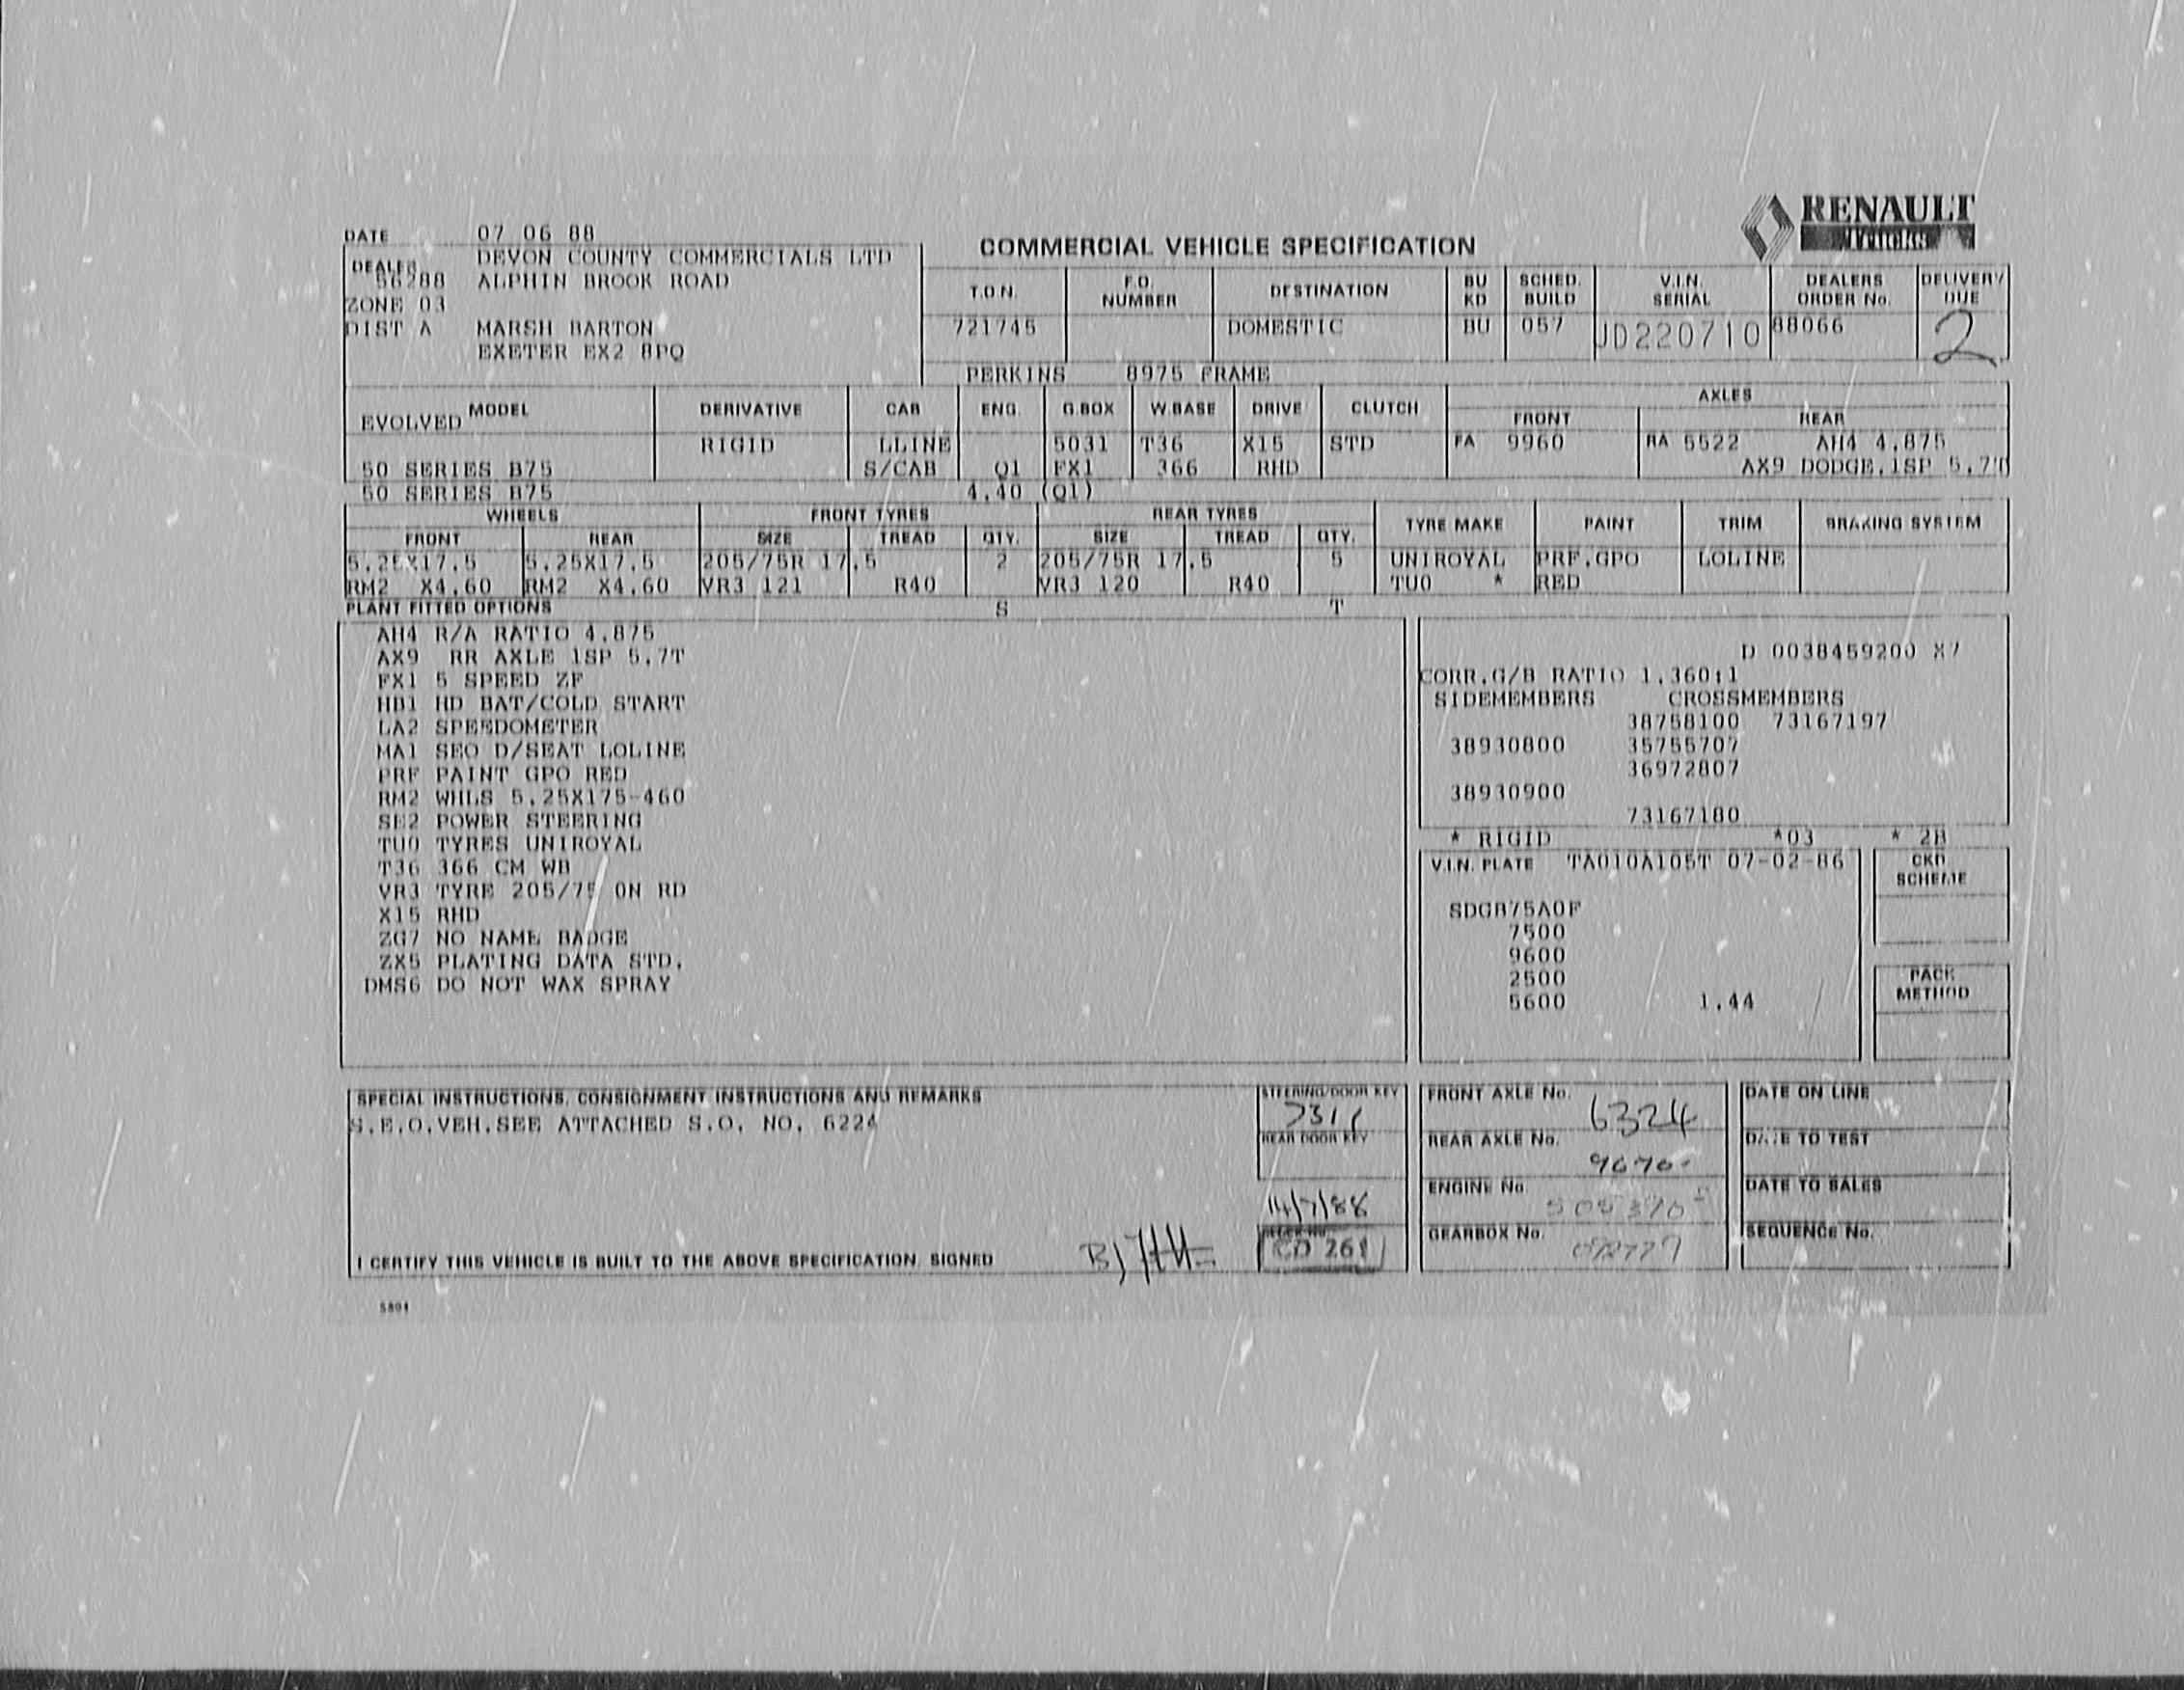 RENAULT
TRUCKS
DATE 07 06 88
COMMERCIAL VEHICLE SPECIFICATION
DEALER DEVON COUNTY COMMERCIALS LTD
56288 ALPHIN BROOK ROAD
ZONE 03
DIST A MARSH BARTON
EXETER EX2 8PQ
T.O.N. F.O. NUMBER DESTINATION BU KD SCHED. BUILD V.I.N. SERIAL DEALERS ORDER No. DELIVERY DUE
721745 DOMESTIC BU 057 JD220710 88066 2
PERKINS 8975 FRAME
MODEL DERIVATIVE CAB ENG. G.BOX W.BASE DRIVE CLUTCH AXLES
EVOLVED FRONT REAR
RIGID LLINE 5031 T36 X15 STD FA 9960 RA 5522 AH4 4.875
50 SERIES B75 S/CAB Q1 FX1 366 RHD AX9 DODGE.1SP 5.7T
50 SERIES B75 4.40 (Q1)
WHEELS FRONT TYRES REAR TYRES TYRE MAKE PAINT TRIM BRAKING SYSTEM
FRONT REAR SIZE TREAD QTY. SIZE TREAD QTY.
5.25X17.5 5.25X17.5 205/75R 17.5 2 205/75R 17.5 5 UNIROYAL PRF.GPO LOLINE
RM2 X4.60 RM2 X4.60 VR3 121 R40 VR3 120 R40 TU0 * RED
PLANT FITTED OPTIONS S T
AH4 R/A RATIO 4.875
AX9 RR AXLE 1SP 5.7T
FX1 5 SPEED ZF
HB1 HD BAT/COLD START
LA2 SPEEDOMETER
MA1 SEO D/SEAT LOLINE
PRF PAINT GPO RED
RM2 WHLS 5.25X175-460
SE2 POWER STEERING
TU0 TYRES UNIROYAL
T36 366 CM WB
VR3 TYRE 205/75 ON RD
X15 RHD
ZG7 NO NAME BADGE
ZX5 PLATING DATA STD.
DMS6 DO NOT WAX SPRAY
D 0038459200 X7
CORR.G/B RATIO 1.360:1
SIDEMEMBERS CROSSMEMBERS
38758100 73167197
38930800 35755707
36972807
38930900
73167180
* RIGID *03 * 2B
V.I.N. PLATE TA010A105T 07-02-86
SDGB75A0F
7500
9600
2500
5600 1.44
CKD SCHEME
PACK METHOD
SPECIAL INSTRUCTIONS, CONSIGNMENT INSTRUCTIONS AND REMARKS
S.E.O.VEH.SEE ATTACHED S.O. NO. 6224
STEERING/DOOR KEY
REAR DOOR KEY
14/7/88
CD 261
I CERTIFY THIS VEHICLE IS BUILT TO THE ABOVE SPECIFICATION. SIGNED
FRONT AXLE No. 6324
REAR AXLE No.
ENGINE No.
GEARBOX No.
DATE ON LINE
DATE TO TEST
DATE TO SALES
SEQUENCE No.
5801